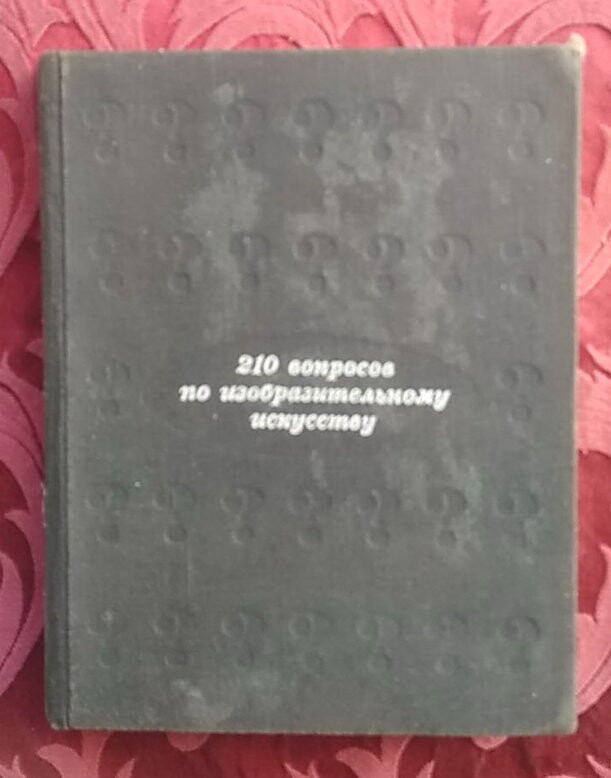 210 вопросов
по изобразительному
искусству